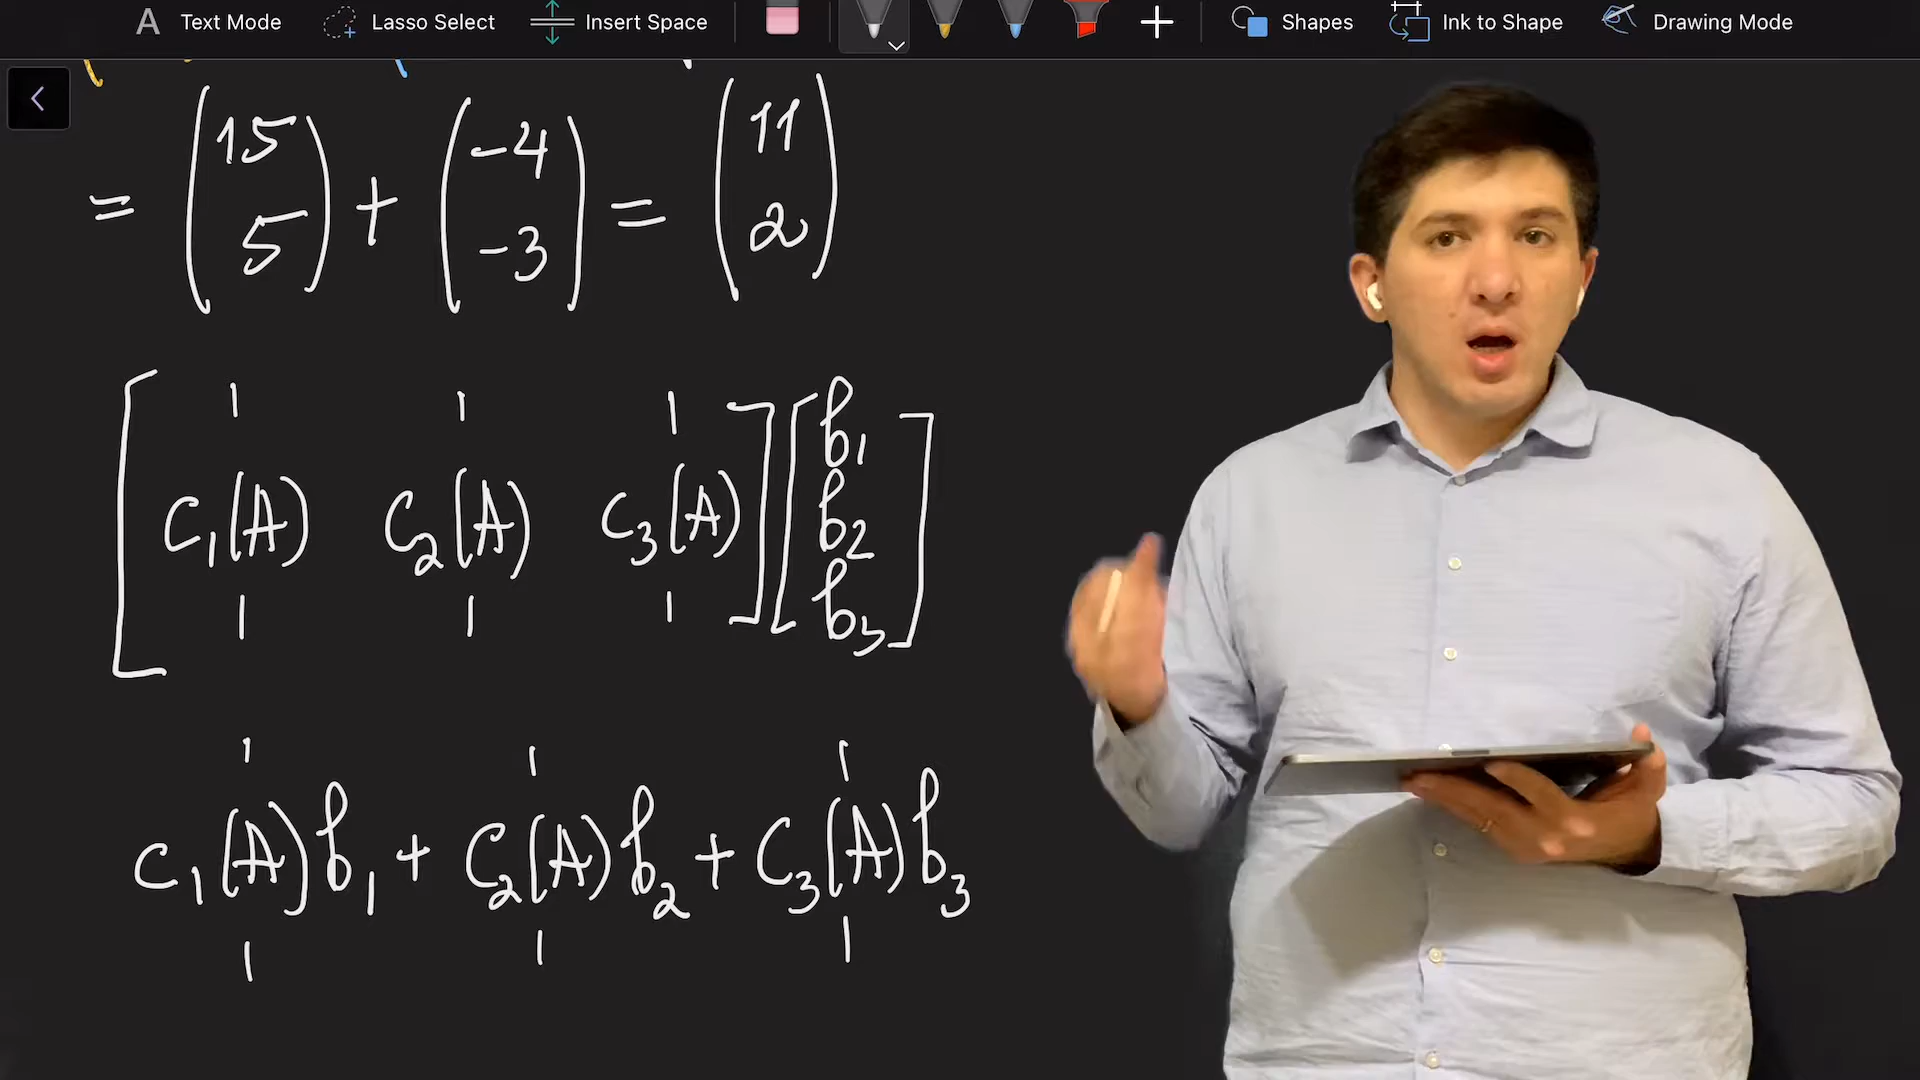 Text Mode Lasso Select Insert Space Shapes Ink to Shape Drawing Mode
= (15 5) + (-4 -3) = (11 2)
[C₁(A) C₂(A) C₃(A)] [b₁ b₂ b₃]
C₁(A)b₁ + C₂(A)b₂ + C₃(A)b₃